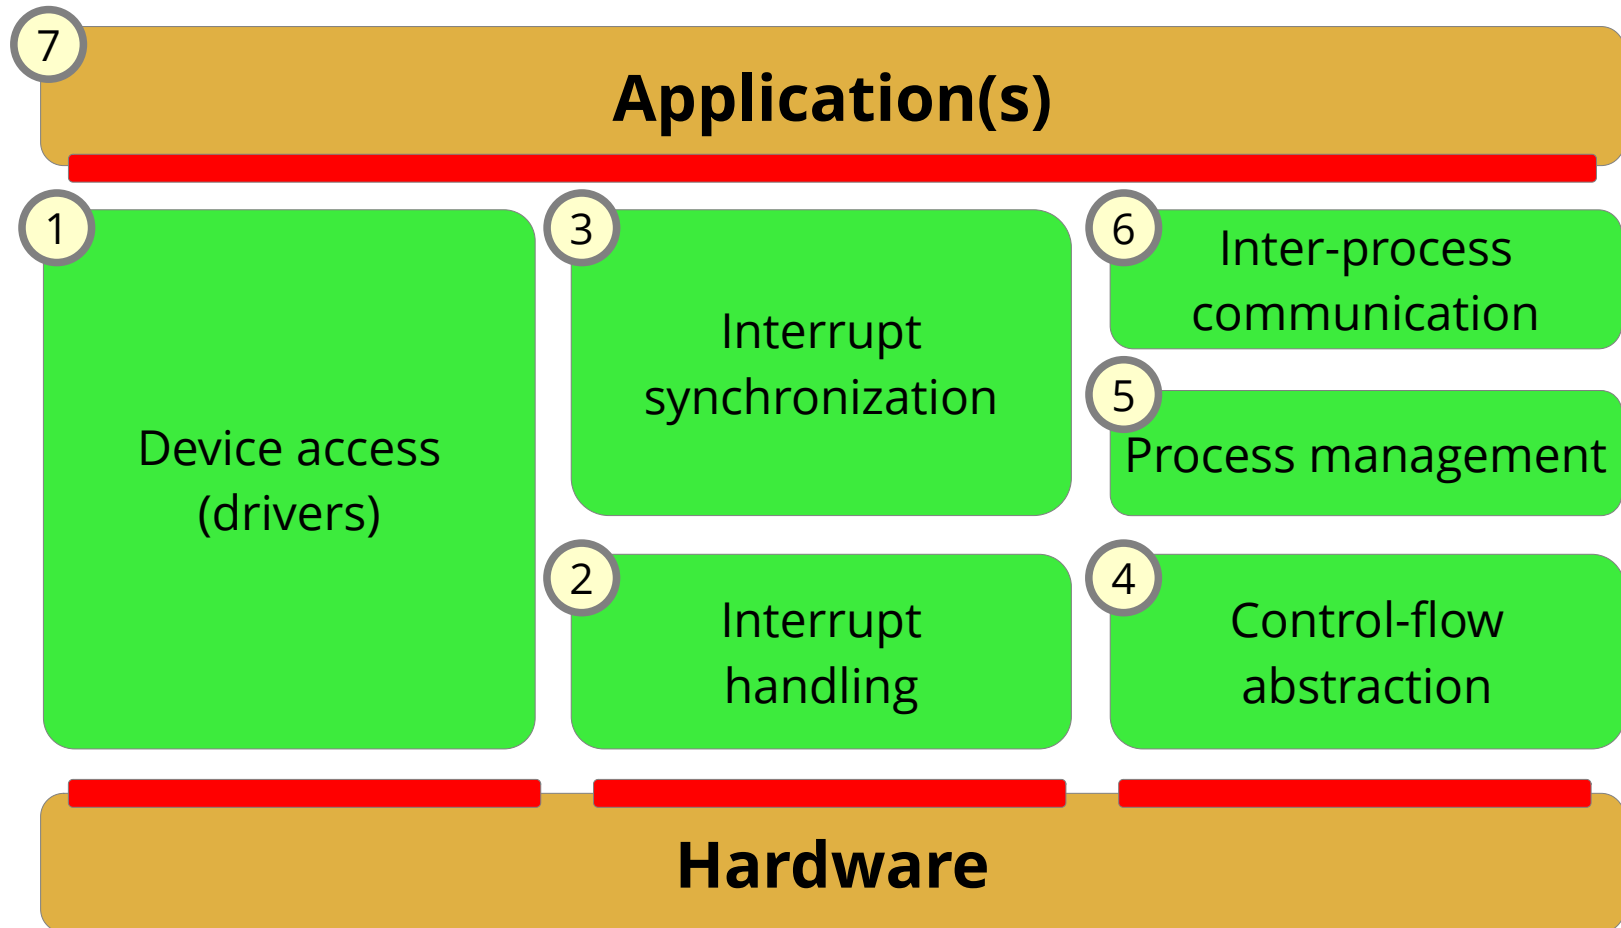 7
Application(s)
1
Device access
(drivers)
3
Interrupt
synchronization
2
Interrupt
handling
6
Inter-process
communication
5
Process management
4
Control-flow
abstraction
Hardware